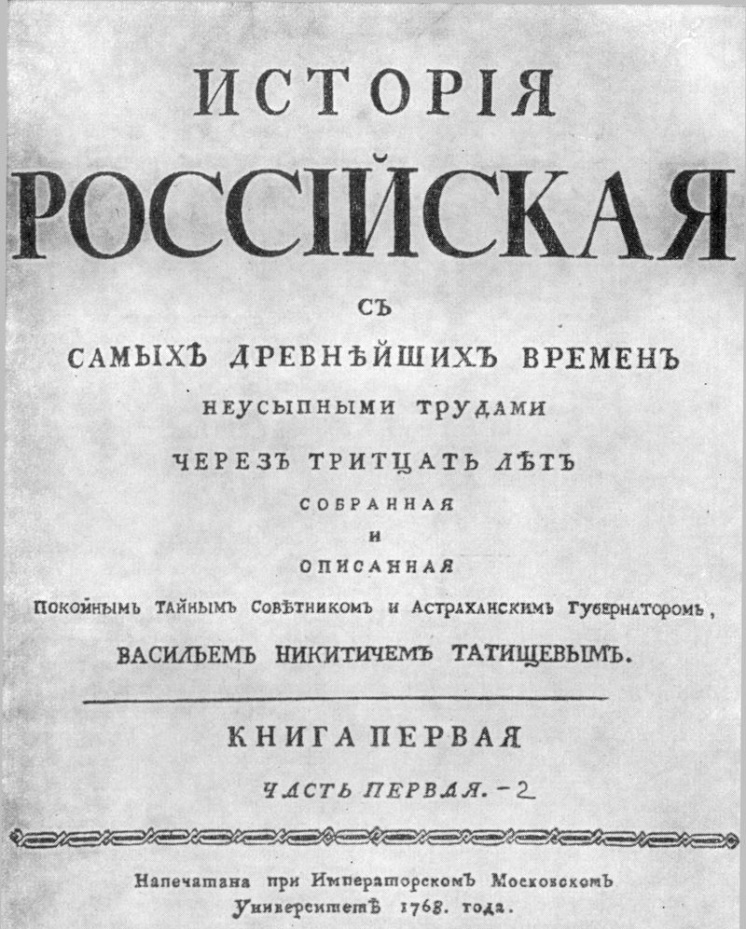 ИСТОРІЯ
РОССІЙСКАЯ
СЪ
САМЫХЪ ДРЕВНѢЙШИХЪ ВРЕМЕНЪ
НЕУСЫПНЫМИ ТРУДАМИ
ЧЕРЕЗЪ ТРИТЦАТЬ ЛѢТЪ
СОБРАННАЯ
И
ОПИСАННАЯ
Покойнымъ тайнымъ Совѣтникомъ и Астраханскимъ Губернаторомъ,
ВАСИЛЬЕМЪ НИКИТИЧЕМЪ ТАТИЩЕВЫМЪ.
КНИГА ПЕРВАЯ
ЧАСТЬ ПЕРВАЯ. - 2
Напечатана при Императорскомъ Московскомъ
Университетѣ 1768. года.